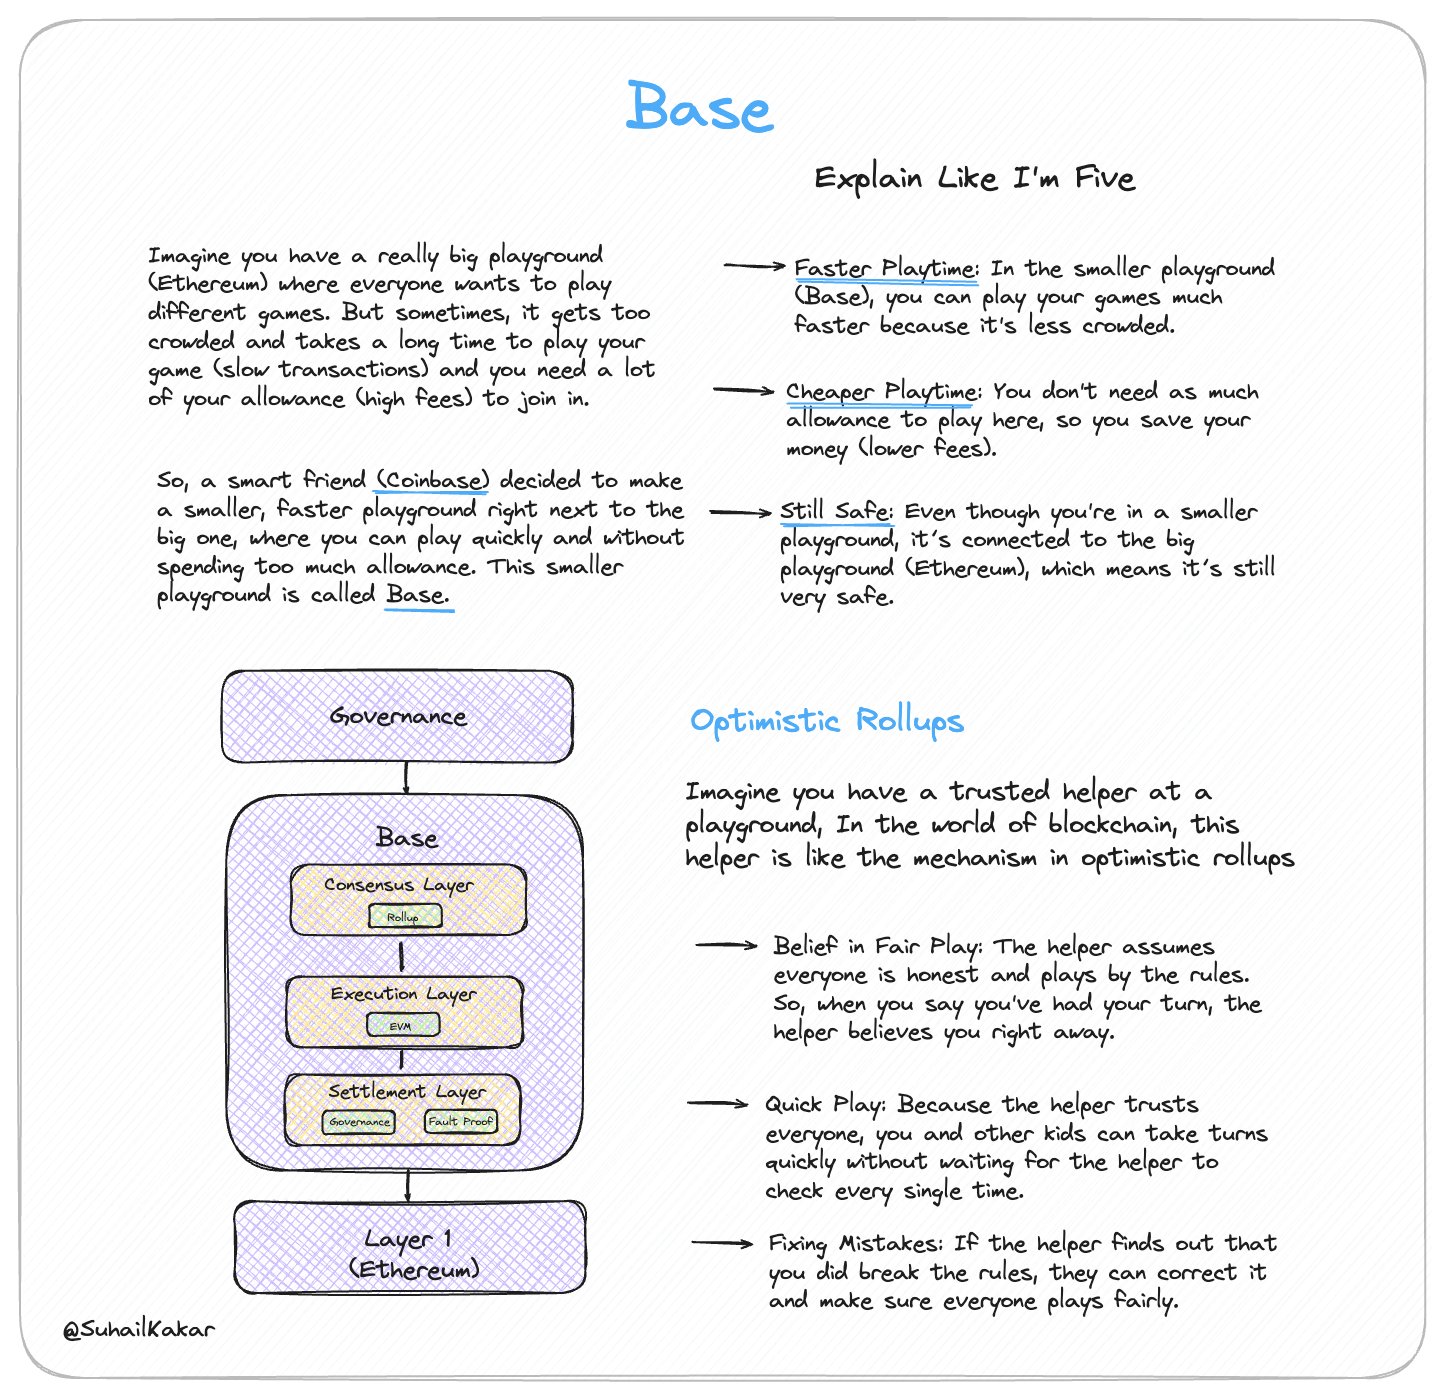 Base
Explain Like I'm Five
Imagine you have a really big playground
(Ethereum) where everyone wants to play
different games. But sometimes, it gets too
crowded and takes a long time to play your
game (slow transactions) and you need a lot
of your allowance (high fees) to join in.
So, a smart friend (Coinbase) decided to make
a smaller, faster playground right next to the
big one, where you can play quickly and without
spending too much allowance. This smaller
playground is called Base.
Faster Playtime: In the smaller playground
(Base), you can play your games much
faster because it's less crowded.
Cheaper Playtime: You don't need as much
allowance to play here, so you save your
money (lower fees).
Still Safe: Even though you're in a smaller
playground, it's connected to the big
playground (Ethereum), which means it's still
very safe.
Governance
Base
Consensus Layer
Rollup
Execution Layer
EVM
Settlement Layer
Governance
Fault Proof
Layer 1
(Ethereum)
Optimistic Rollups
Imagine you have a trusted helper at a
playground, In the world of blockchain, this
helper is like the mechanism in optimistic rollups
Belief in Fair Play: The helper assumes
everyone is honest and plays by the rules.
So, when you say you've had your turn, the
helper believes you right away.
Quick Play: Because the helper trusts
everyone, you and other kids can take turns
quickly without waiting for the helper to
check every single time.
Fixing Mistakes: If the helper finds out that
you did break the rules, they can correct it
and make sure everyone plays fairly.
@SuhailKakar